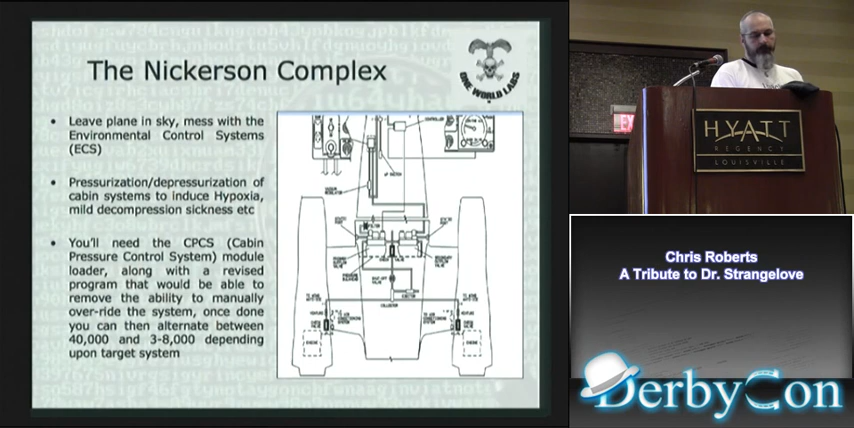 The Nickerson Complex
ONE WORLD LABS
• Leave plane in sky, mess with the
Environmental Control Systems
(ECS)
• Pressurization/depressurization of
cabin systems to induce Hypoxia,
mild decompression sickness etc
• You'll need the CPCS (Cabin
Pressure Control System) module
loader, along with a revised
program that would be able to
remove the ability to manually
over-ride the system, once done
you can then alternate between
40,000 and 3-8,000 depending
upon target system
EX
HYATT
REGENCY
LOUISVILLE
Chris Roberts
A Tribute to Dr. Strangelove
DerbyCon